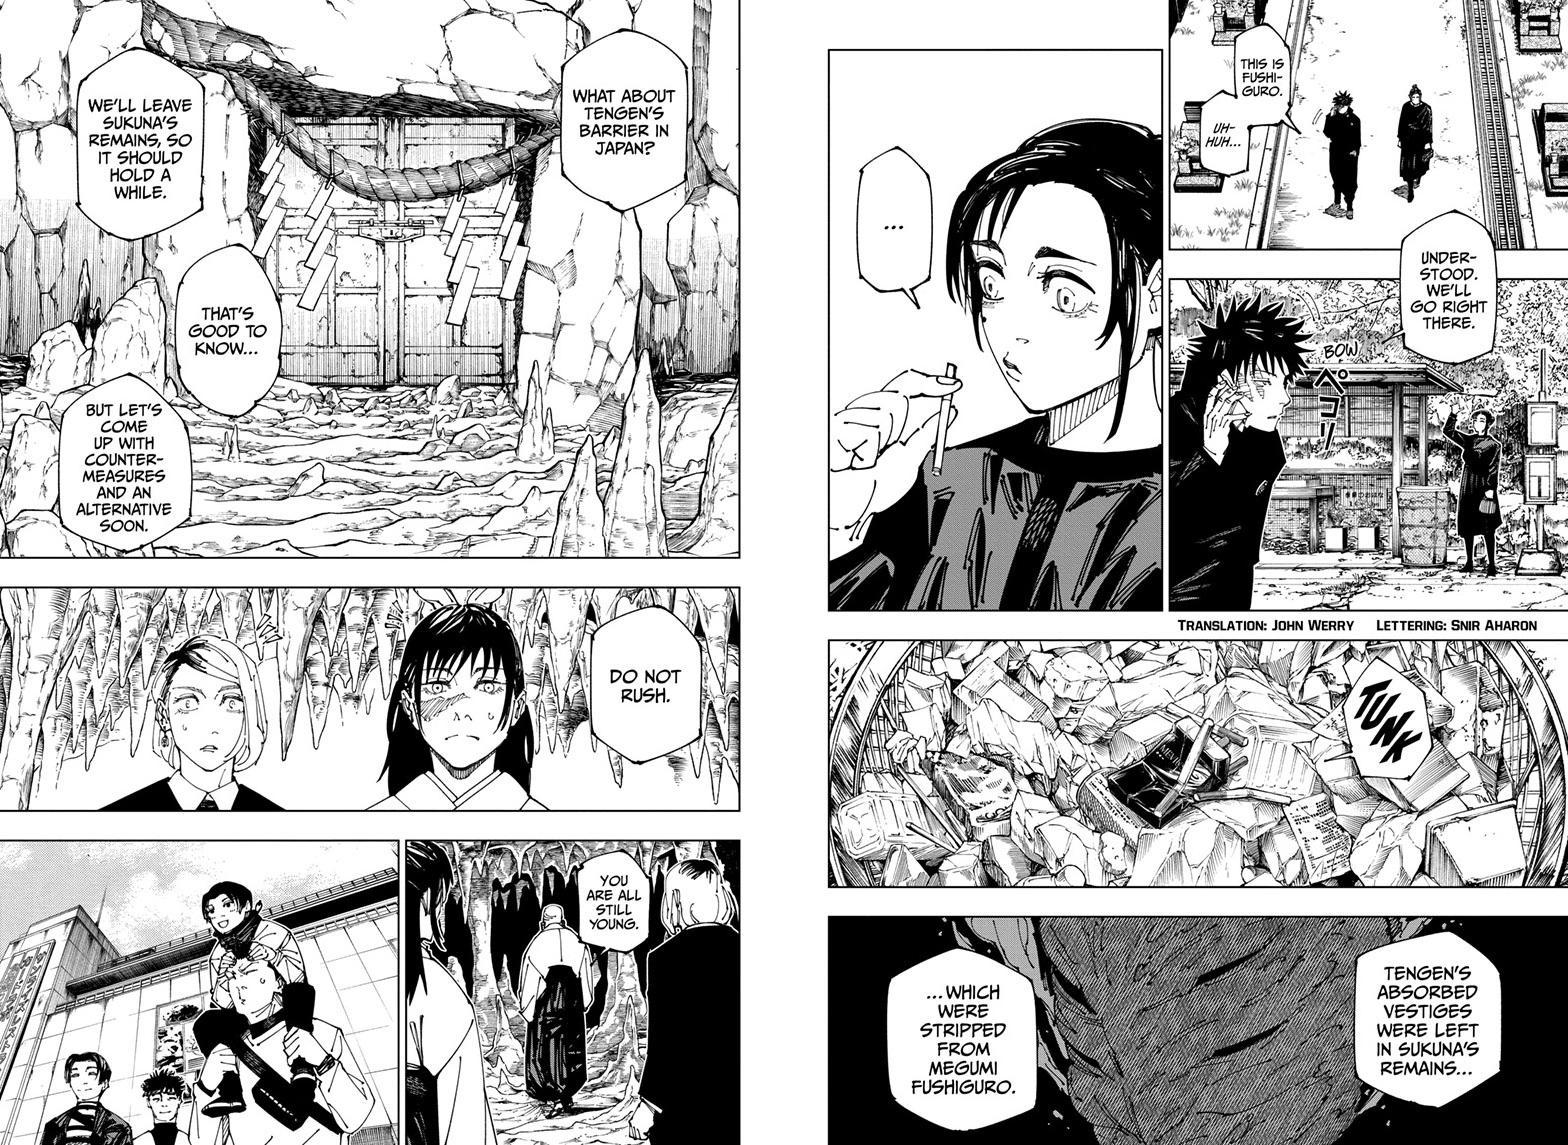 THIS IS
FUSHI-
GURO.
UH-
HUH...
UNDER-
STOOD.
WE'LL
GO RIGHT
THERE.
BOW
ペコリ
...
TRANSLATION: JOHN WERRY LETTERING: SNIR AHARON
TUNK
TENGEN'S
ABSORBED
VESTIGES
WERE LEFT
IN SUKUNA'S
REMAINS...
...WHICH
WERE
STRIPPED
FROM
MEGUMI
FUSHIGURO.
WHAT ABOUT
TENGEN'S
BARRIER IN
JAPAN?
WE'LL LEAVE
SUKUNA'S
REMAINS, SO
IT SHOULD
HOLD A
WHILE.
THAT'S
GOOD TO
KNOW...
BUT LET'S
COME
UP WITH
COUNTER-
MEASURES
AND AN
ALTERNATIVE
SOON.
DO NOT
RUSH.
YOU
ARE ALL
STILL
YOUNG.